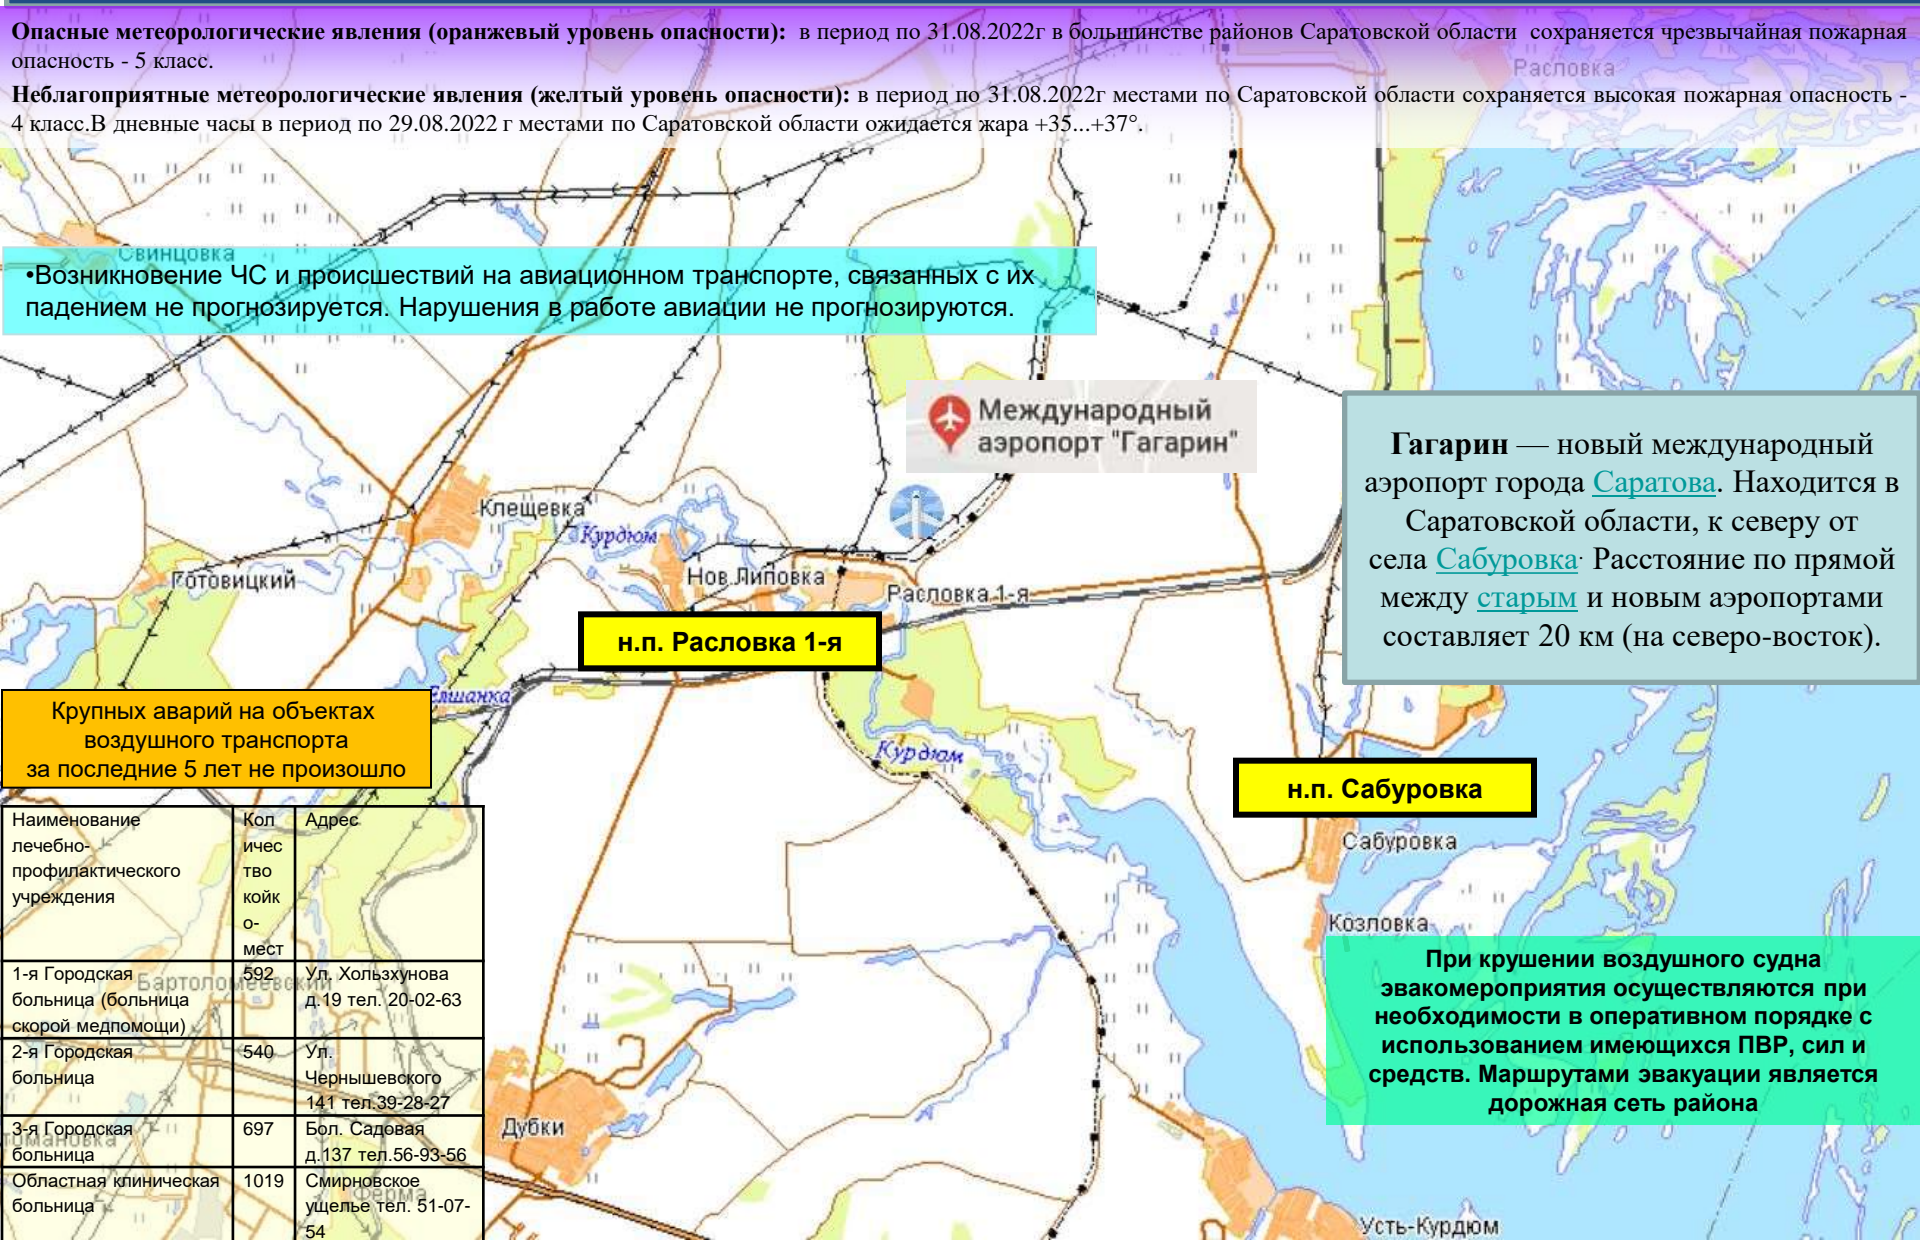 Опасные метеорологические явления (оранжевый уровень опасности): в период по 31.08.2022г в большинстве районов Саратовской области сохраняется чрезвычайная пожарная
опасность - 5 класс.
Расловка
Неблагоприятные метеорологические явления (желтый уровень опасности): в период по 31.08.2022г местами по Саратовской области сохраняется высокая пожарная опасность -
4 класс.В дневные часы в период по 29.08.2022 г местами по Саратовской области ожидается жара +35...+37°.
Свинцовка
•Возникновение ЧС и происшествий на авиационном транспорте, связанных с их
падением не прогнозируется. Нарушения в работе авиации не прогнозируются.
Международный
аэропорт "Гагарин"
Гагарин — новый международный
аэропорт города Саратова. Находится в
Саратовской области, к северу от
села Сабуровка. Расстояние по прямой
между старым и новым аэропортами
составляет 20 км (на северо-восток).
Клещевка
Курдюм
Готовицкий
Нов.Липовка
Расловка 1-я
н.п. Расловка 1-я
Елшанка
Крупных аварий на объектах
воздушного транспорта
за последние 5 лет не произошло
Курдюм
н.п. Сабуровка
Сабуровка
Козловка
Наименование
лечебно-
профилактического
учреждения
Кол
ичес
тво
койк
о-
мест
Адрес
1-я Городская
больница (больница
скорой медпомощи)
592
Ул. Хользхунова
д.19 тел. 20-02-63
Бартоломеевский
2-я Городская
больница
540
Ул.
Чернышевского
141 тел.39-28-27
3-я Городская
больница
697
Бол. Садовая
д.137 тел.56-93-56
Областная клиническая
больница
1019
Смирновское
ущелье тел. 51-07-
54
Ферма
При крушении воздушного судна
эвакомероприятия осуществляются при
необходимости в оперативном порядке с
использованием имеющихся ПВР, сил и
средств. Маршрутами эвакуации является
дорожная сеть района
Дубки
Усть-Курдюм